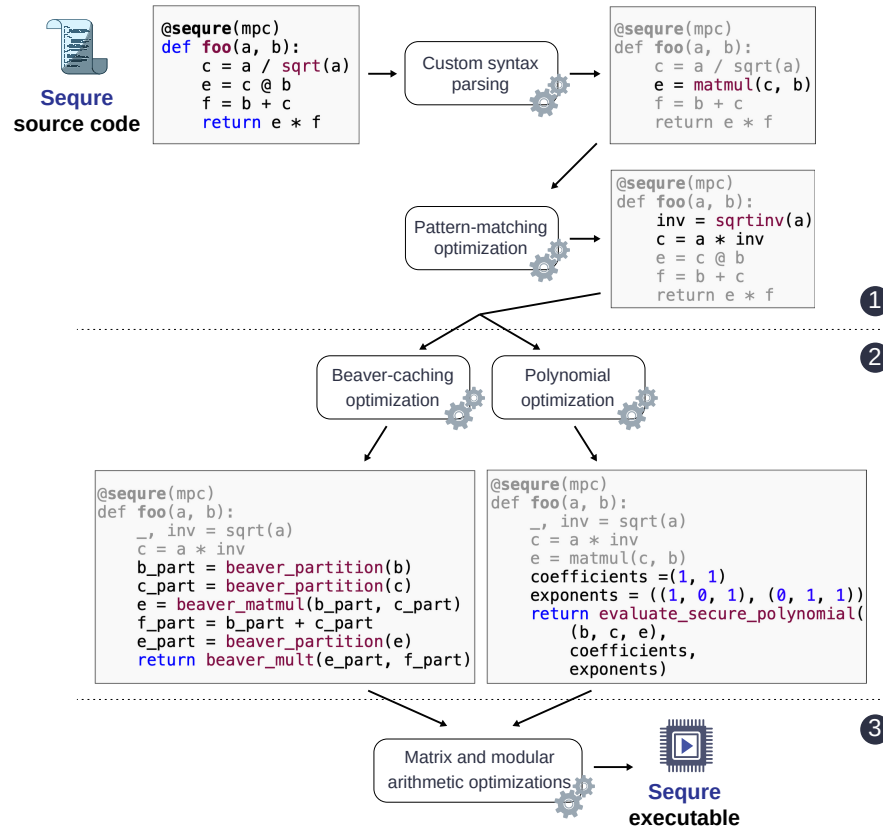 Sequre
source code
@sequre(mpc)
def foo(a, b):
    c = a / sqrt(a)
    e = c @ b
    f = b + c
    return e * f
Custom syntax
parsing
@sequre(mpc)
def foo(a, b):
    c = a / sqrt(a)
    e = matmul(c, b)
    f = b + c
    return e * f
Pattern-matching
optimization
@sequre(mpc)
def foo(a, b):
    inv = sqrtinv(a)
    c = a * inv
    e = c @ b
    f = b + c
    return e * f
1
2
Beaver-caching
optimization
Polynomial
optimization
@sequre(mpc)
def foo(a, b):
    _, inv = sqrt(a)
    c = a * inv
    b_part = beaver_partition(b)
    c_part = beaver_partition(c)
    e = beaver_matmul(b_part, c_part)
    f_part = b_part + c_part
    e_part = beaver_partition(e)
    return beaver_mult(e_part, f_part)
@sequre(mpc)
def foo(a, b):
    _, inv = sqrt(a)
    c = a * inv
    e = matmul(c, b)
    coefficients =(1, 1)
    exponents = ((1, 0, 1), (0, 1, 1))
    return evaluate_secure_polynomial(
        (b, c, e),
        coefficients,
        exponents)
3
Matrix and modular
arithmetic optimizations
Sequre
executable